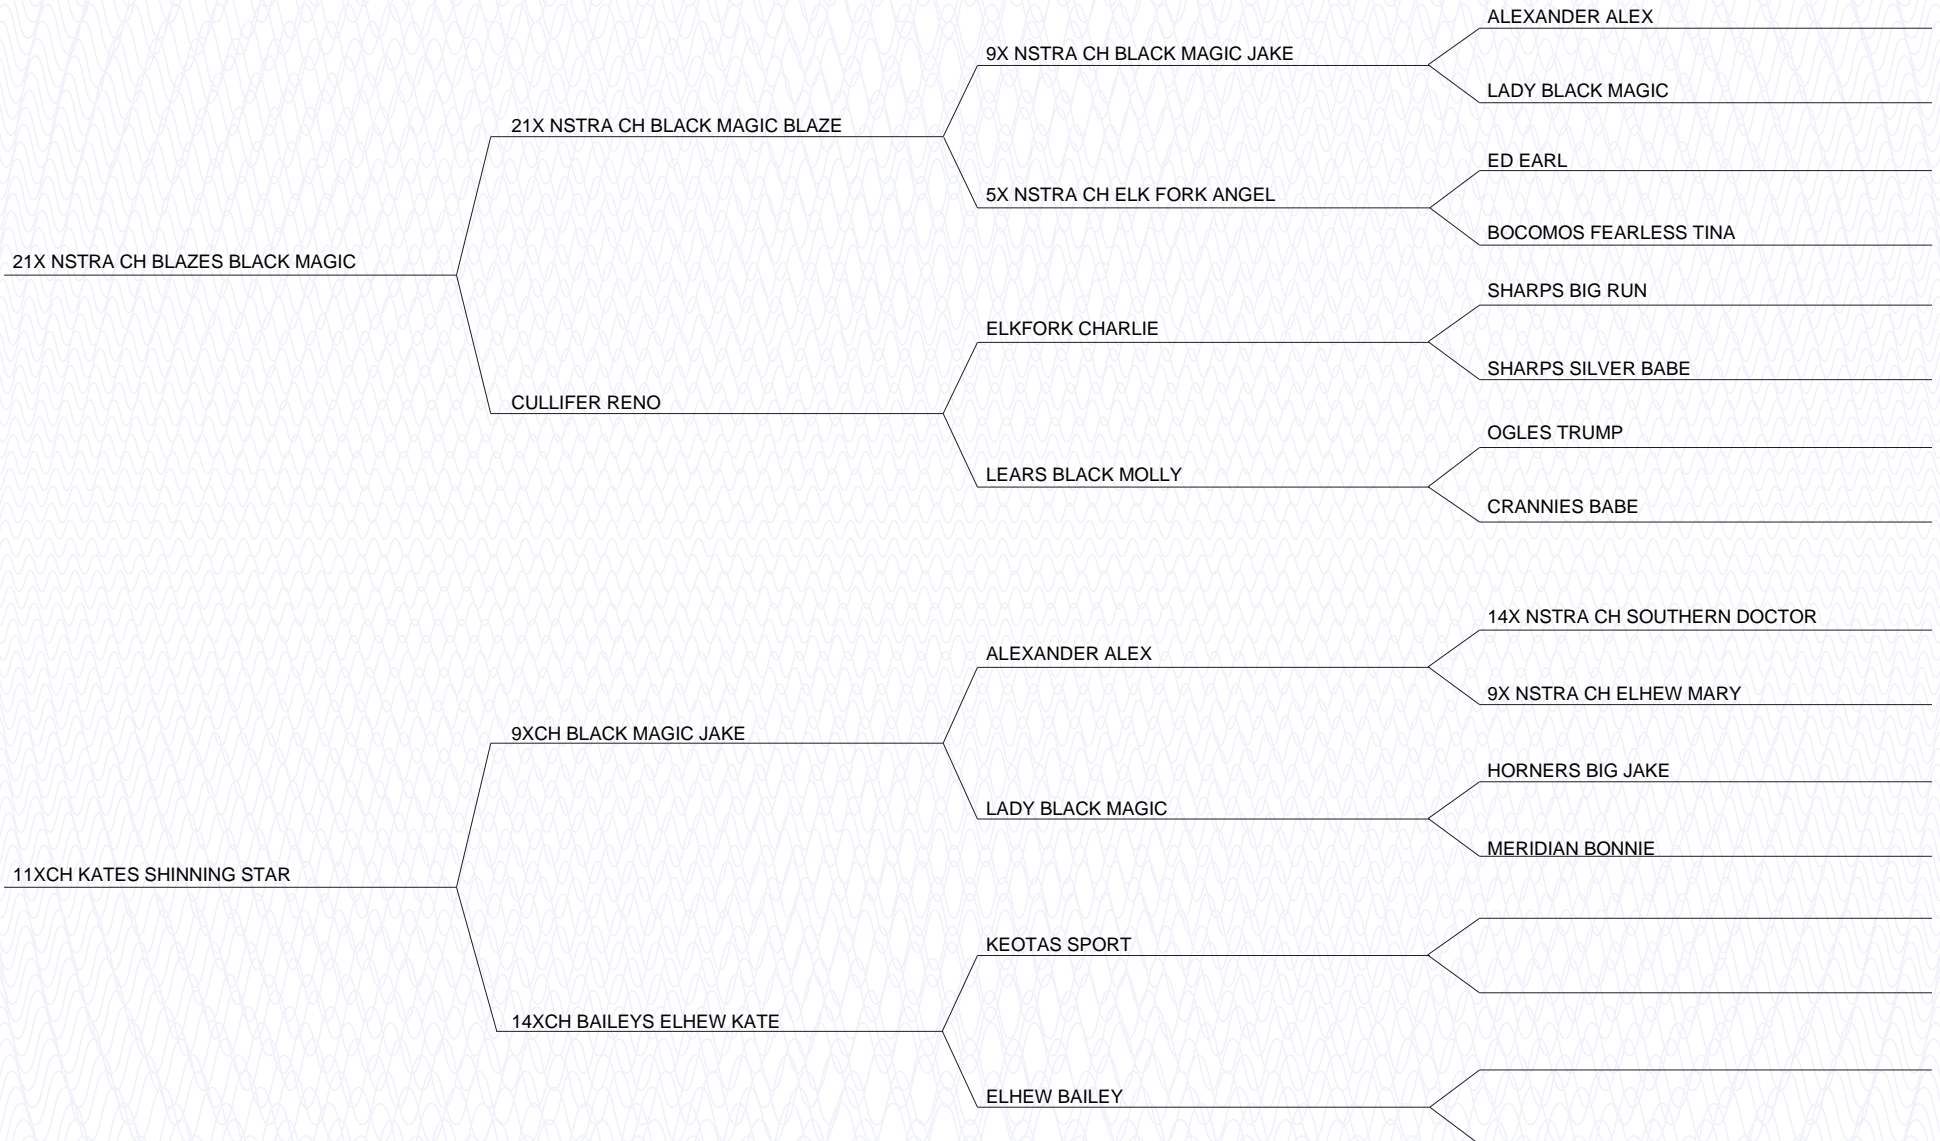 ALEXANDER ALEX
9X NSTRA CH BLACK MAGIC JAKE
LADY BLACK MAGIC
21X NSTRA CH BLACK MAGIC BLAZE
ED EARL
5X NSTRA CH ELK FORK ANGEL
BOCOMOS FEARLESS TINA
21X NSTRA CH BLAZES BLACK MAGIC
SHARPS BIG RUN
ELKFORK CHARLIE
SHARPS SILVER BABE
CULLIFER RENO
OGLES TRUMP
LEARS BLACK MOLLY
CRANNIES BABE
14X NSTRA CH SOUTHERN DOCTOR
ALEXANDER ALEX
9X NSTRA CH ELHEW MARY
9XCH BLACK MAGIC JAKE
HORNERS BIG JAKE
LADY BLACK MAGIC
MERIDIAN BONNIE
11XCH KATES SHINNING STAR
KEOTAS SPORT
14XCH BAILEYS ELHEW KATE
ELHEW BAILEY